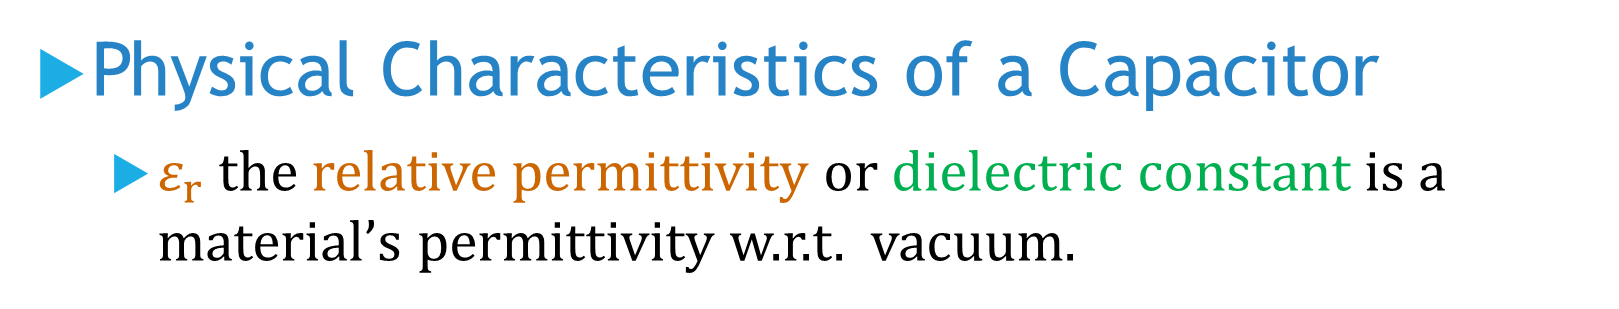 Physical Characteristics of a Capacitor
εr the relative permittivity or dielectric constant is a
material’s permittivity w.r.t. vacuum.